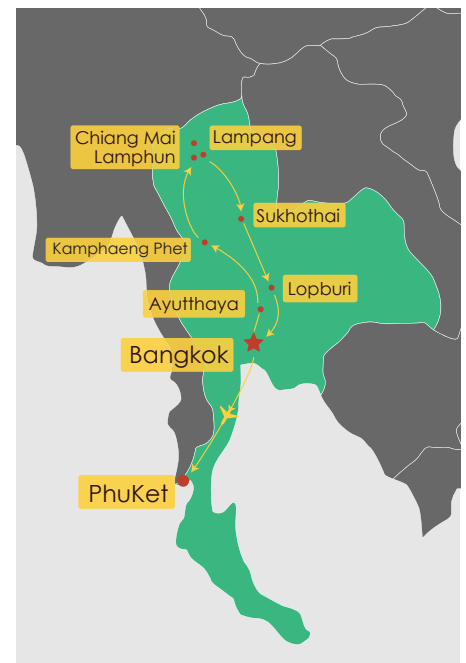 Chiang Mai
Lamphun
Lampang
Sukhothai
Kamphaeng Phet
Lopburi
Ayutthaya
Bangkok
PhuKet